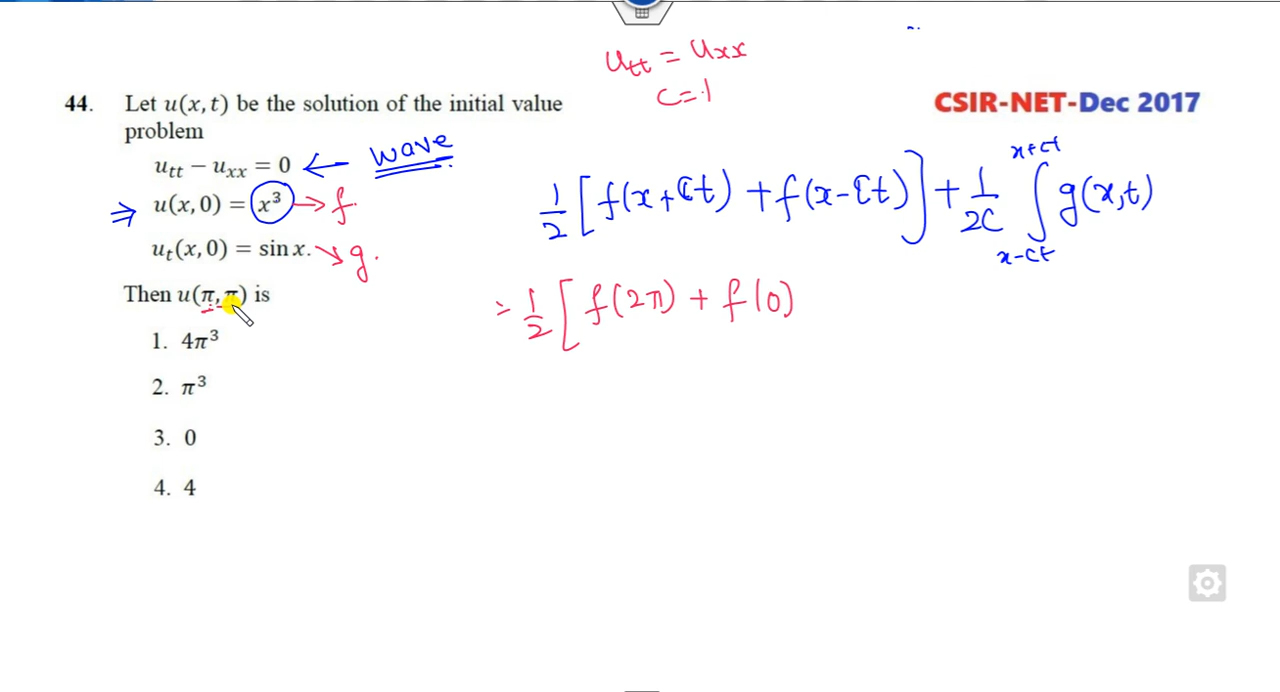 u_tt = u_xx
c=1
44. Let u(x, t) be the solution of the initial value
problem
CSIR-NET-Dec 2017
u_tt − u_xx = 0 ← wave
⇒ u(x, 0) = x³ → f.
u_t(x, 0) = sin x. ↘ g.
1/2 [f(x+ct) + f(x-ct)] + 1/2c ∫_{x-ct}^{x+ct} g(x,t)
Then u(π, π) is
= 1/2 [ f(2π) + f(0)
1. 4π³
2. π³
3. 0
4. 4